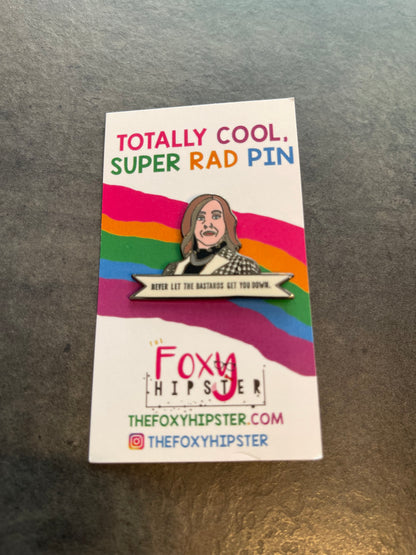 TOTALLY COOL,
SUPER RAD PIN
NEVER LET THE BASTARDS GET YOU DOWN.
THE
Foxy
HIPSTER
THEFOXYHIPSTER.COM
THEFOXYHIPSTER